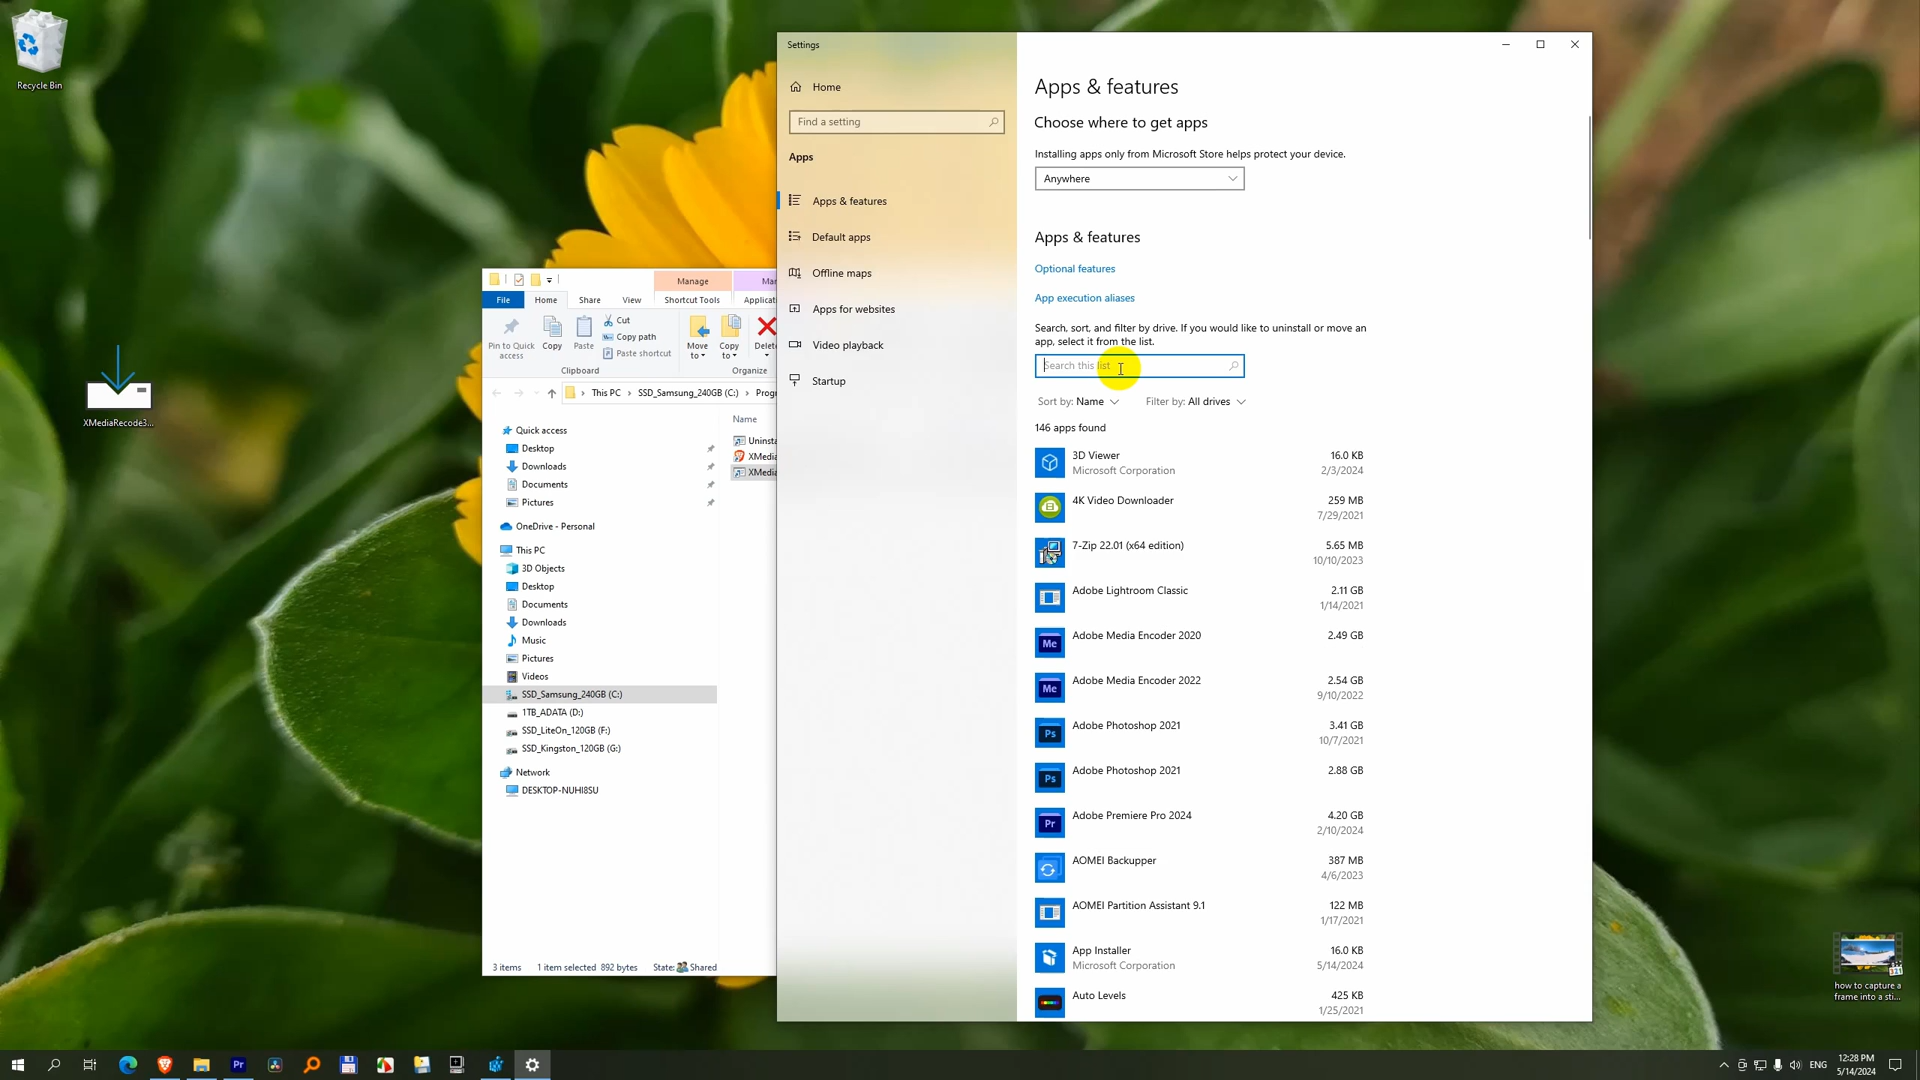 Recycle Bin
XMediaRecode3...
how to capture a
frame into a sti...
Manage
Ma
File
Home
Share
View
Shortcut Tools
Applicati
Pin to Quick
access
Copy
Paste
Cut
Copy path
Paste shortcut
Move
to
Copy
to
Delete
Clipboard
Organize
This PC
SSD_Samsung_240GB (C:)
Progr
Name
Uninsta
XMedia
XMedia
Quick access
Desktop
Downloads
Documents
Pictures
OneDrive - Personal
This PC
3D Objects
Desktop
Documents
Downloads
Music
Pictures
Videos
SSD_Samsung_240GB (C:)
1TB_ADATA (D:)
SSD_LiteOn_120GB (F:)
SSD_Kingston_120GB (G:)
Network
DESKTOP-NUHI8SU
3 items 1 item selected 892 bytes State: Shared
Settings
Home
Find a setting
Apps
Apps & features
Default apps
Offline maps
Apps for websites
Video playback
Startup
Apps & features
Choose where to get apps
Installing apps only from Microsoft Store helps protect your device.
Anywhere
Apps & features
Optional features
App execution aliases
Search, sort, and filter by drive. If you would like to uninstall or move an
app, select it from the list.
Search this list
Sort by: Name Filter by: All drives
146 apps found
3D Viewer 16.0 KB
Microsoft Corporation 2/3/2024
4K Video Downloader 259 MB
7/29/2021
7-Zip 22.01 (x64 edition) 5.65 MB
10/10/2023
Adobe Lightroom Classic 2.11 GB
1/14/2021
Me
Adobe Media Encoder 2020 2.49 GB
Me
Adobe Media Encoder 2022 2.54 GB
9/10/2022
Ps
Adobe Photoshop 2021 3.41 GB
10/7/2021
Ps
Adobe Photoshop 2021 2.88 GB
Pr
Adobe Premiere Pro 2024 4.20 GB
2/10/2024
AOMEI Backupper 387 MB
4/6/2023
AOMEI Partition Assistant 9.1 122 MB
1/17/2021
App Installer 16.0 KB
Microsoft Corporation 5/14/2024
Auto Levels 425 KB
1/25/2021
Pr
ENG
12:28 PM
5/14/2024